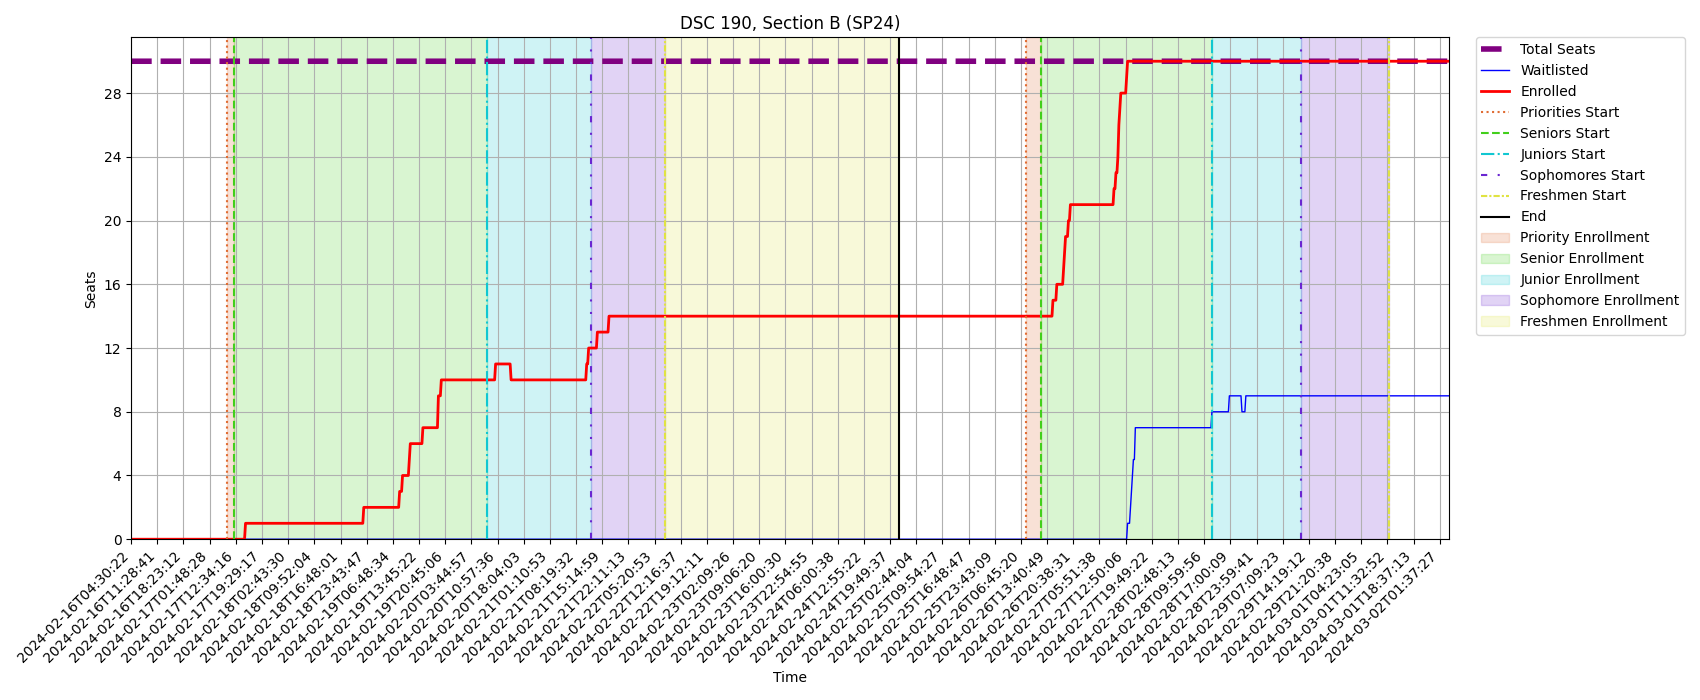 DSC 190, Section B (SP24)
Seats
28
24
20
16
12
8
4
0
2024-02-16T04:30:22
2024-02-16T11:28:41
2024-02-16T18:23:12
2024-02-17T01:48:28
2024-02-17T12:34:16
2024-02-17T19:29:17
2024-02-18T02:43:30
2024-02-18T09:52:04
2024-02-18T16:48:01
2024-02-18T23:43:47
2024-02-19T06:48:34
2024-02-19T13:45:22
2024-02-19T20:45:06
2024-02-20T03:44:57
2024-02-20T10:57:36
2024-02-20T18:04:03
2024-02-21T01:10:53
2024-02-21T08:19:32
2024-02-21T15:14:59
2024-02-21T22:11:13
2024-02-22T05:20:53
2024-02-22T12:16:37
2024-02-22T19:12:11
2024-02-23T02:09:26
2024-02-23T09:06:20
2024-02-23T16:00:30
2024-02-23T22:54:55
2024-02-24T06:00:38
2024-02-24T12:55:22
2024-02-24T19:49:37
2024-02-25T02:44:04
2024-02-25T09:54:27
2024-02-25T16:48:47
2024-02-25T23:43:09
2024-02-26T06:45:20
2024-02-26T13:40:49
2024-02-26T20:38:31
2024-02-27T05:51:38
2024-02-27T12:50:06
2024-02-27T19:49:22
2024-02-28T02:48:13
2024-02-28T09:59:56
2024-02-28T17:00:09
2024-02-28T23:59:41
2024-02-29T07:09:23
2024-02-29T14:19:12
2024-02-29T21:20:38
2024-03-01T04:23:05
2024-03-01T11:32:52
2024-03-01T18:37:13
2024-03-02T01:37:27
Time
Total Seats
Waitlisted
Enrolled
Priorities Start
Seniors Start
Juniors Start
Sophomores Start
Freshmen Start
End
Priority Enrollment
Senior Enrollment
Junior Enrollment
Sophomore Enrollment
Freshmen Enrollment